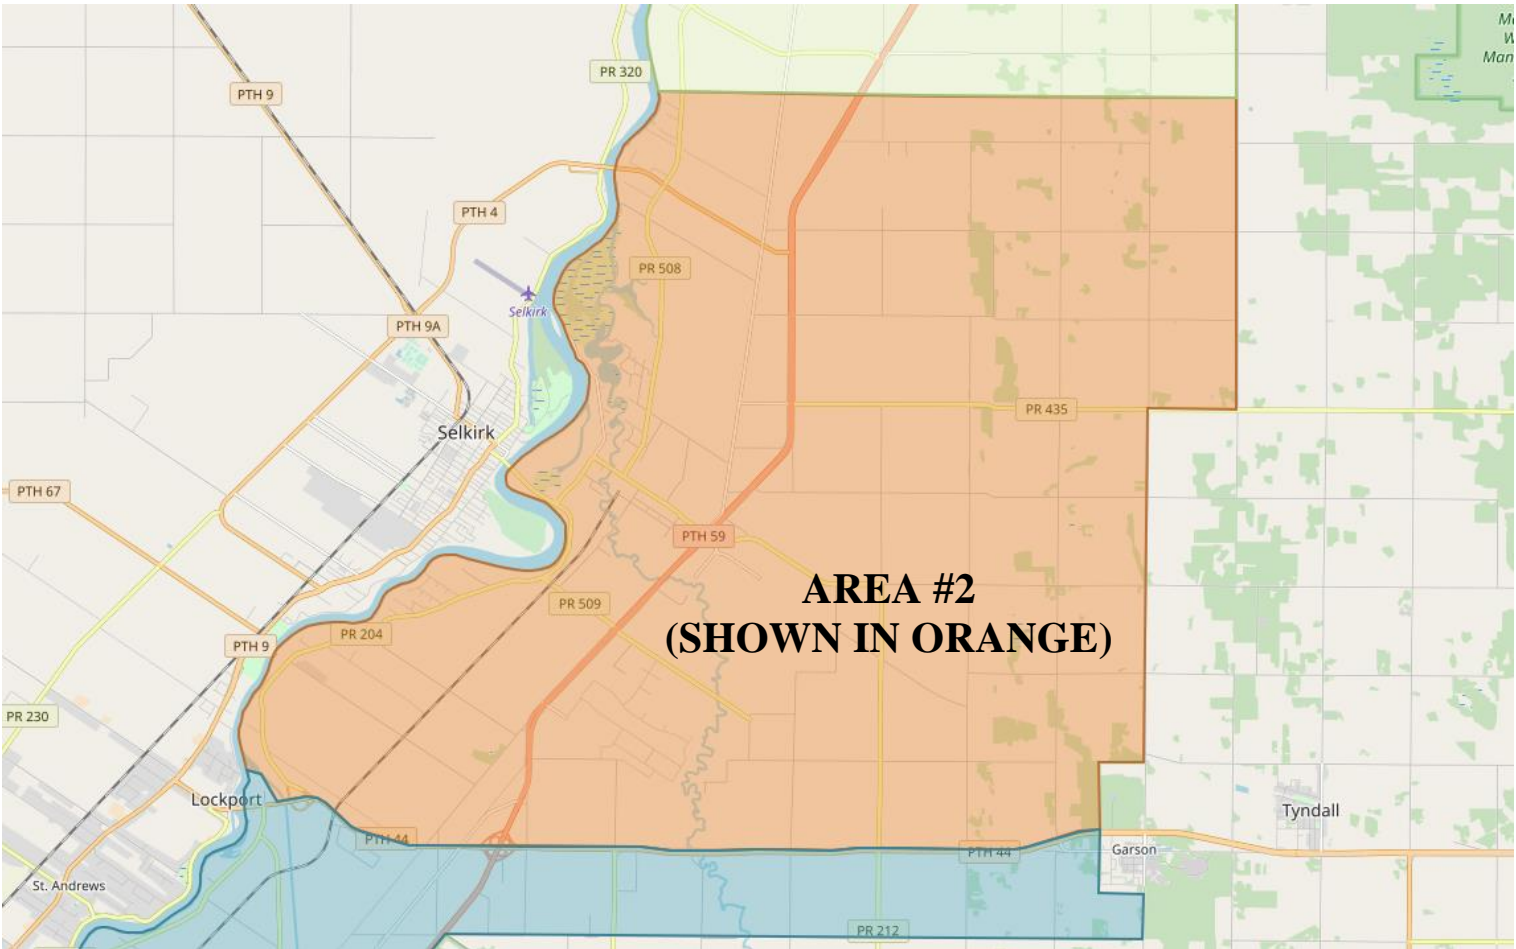 Ma
W
Man
PR 320
PTH 9
PTH 4
PR 508
Selkirk
PTH 9A
PR 435
Selkirk
PTH 67
PTH 59
AREA #2
(SHOWN IN ORANGE)
PR 509
PR 204
PTH 9
PR 230
Lockport
Tyndall
PTH 44
PTH 44
Garson
St. Andrews
PR 212